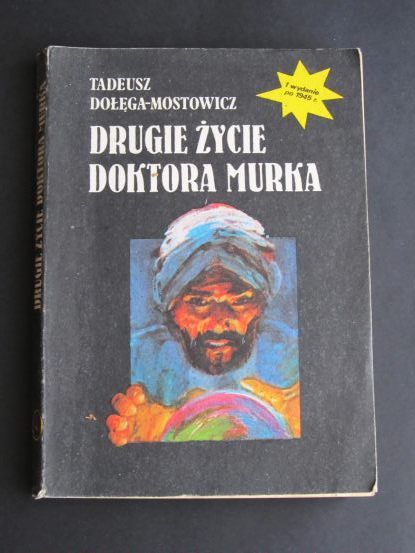 TADEUSZ
DOŁĘGA-MOSTOWICZ
DRUGIE ŻYCIE
DOKTORA MURKA
I wydanie
po 1945 r.
DRUGIE ŻYCIE DOKTORA MURKA